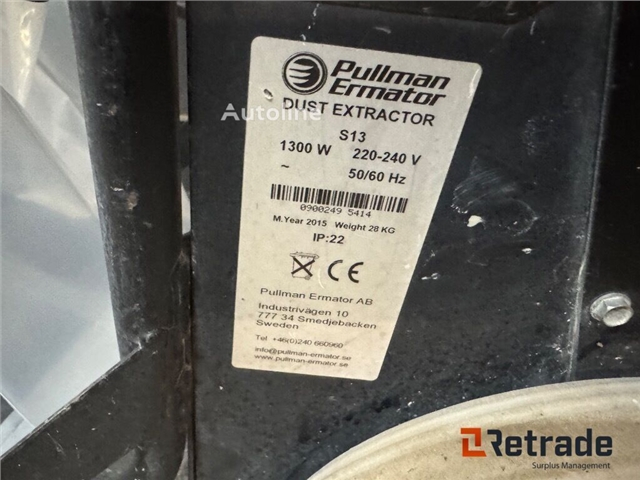 Pullman
Ermator
DUST EXTRACTOR
S13
1300 W 220-240 V
~ 50/60 Hz
0900249 5414
M.Year 2015 Weight 28 KG
IP:22
Pullman Ermator AB
Industrivägen 10
777 34 Smedjebacken
Sweden
Tel +46(0)240 660960
info@pullman-ermator.se
www.pullman-ermator.se
Autoline
Retrade
Surplus Management